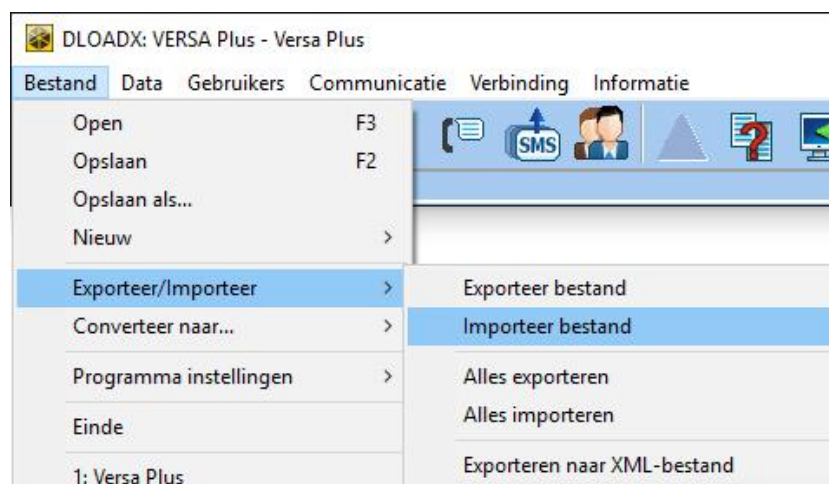 DLOADX: VERSA Plus - Versa Plus
Bestand Data Gebruikers Communicatie Verbinding Informatie
Open F3
Opslaan F2
Opslaan als...
Nieuw >
Exporteer/Importeer >
Converteer naar... >
Programma instellingen >
Einde
1: Versa Plus
SMS
?
Exporteer bestand
Importeer bestand
Alles exporteren
Alles importeren
Exporteren naar XML-bestand